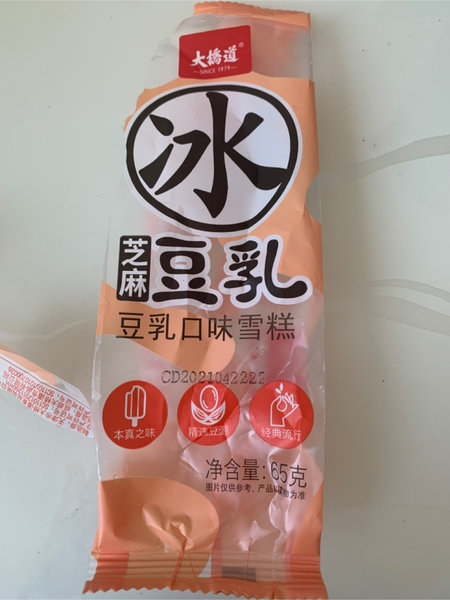 大橋道®
SINCE 1979
冰
芝麻
豆乳
豆乳口味雪糕
CD2021042222
本真之味
精选豆源
经典流行
净含量:65克
图片仅供参考,产品以实物为准